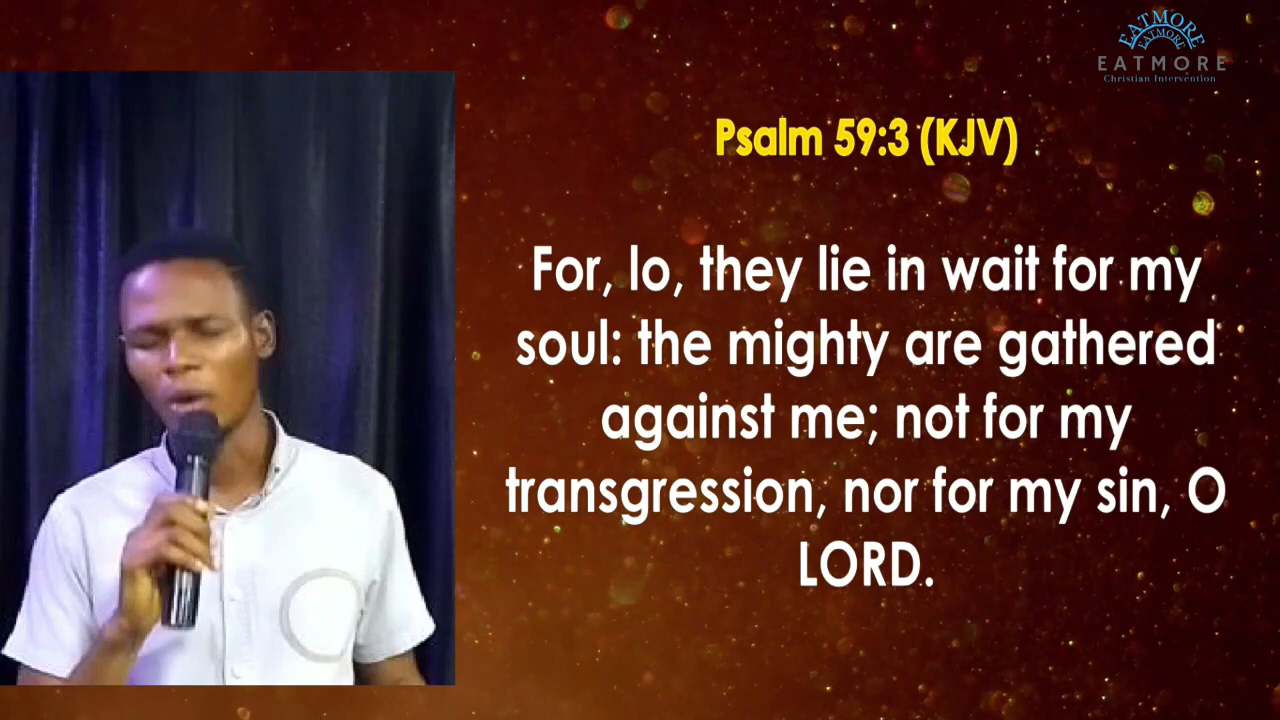 EATMORE
EATMORE
EATMORE
Christian Intervention
Psalm 59:3 (KJV)
For, lo, they lie in wait for my
soul: the mighty are gathered
against me; not for my
transgression, nor for my sin, O
LORD.